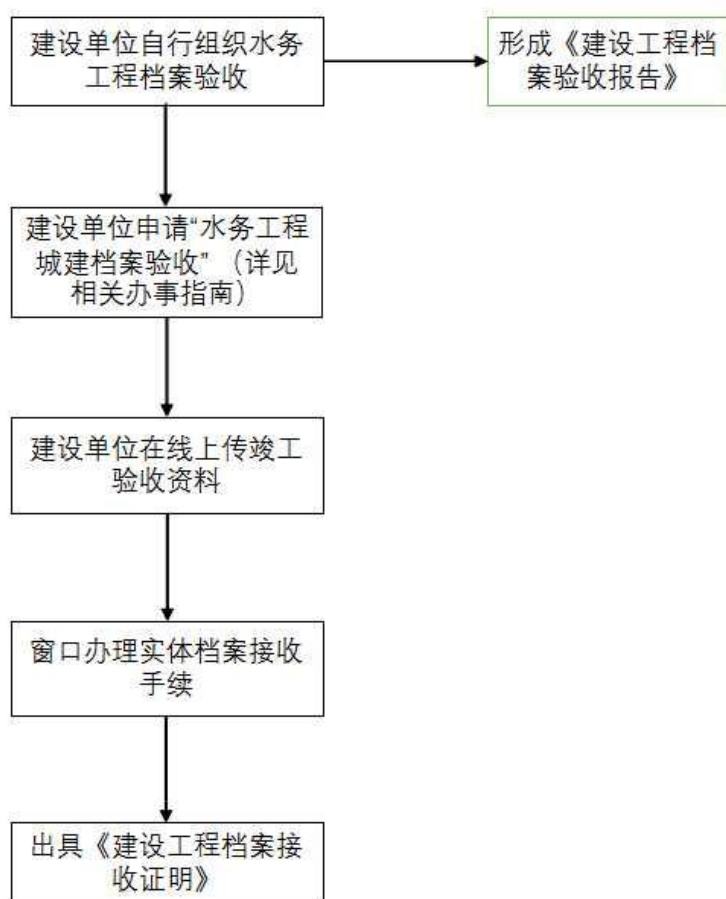 建设单位自行组织水务
工程档案验收
形成《建设工程档
案验收报告》
建设单位申请“水务工程
城建档案验收”（详见
相关办事指南）
建设单位在线上传竣工
验收资料
窗口办理实体档案接收
手续
出具《建设工程档案接
收证明》